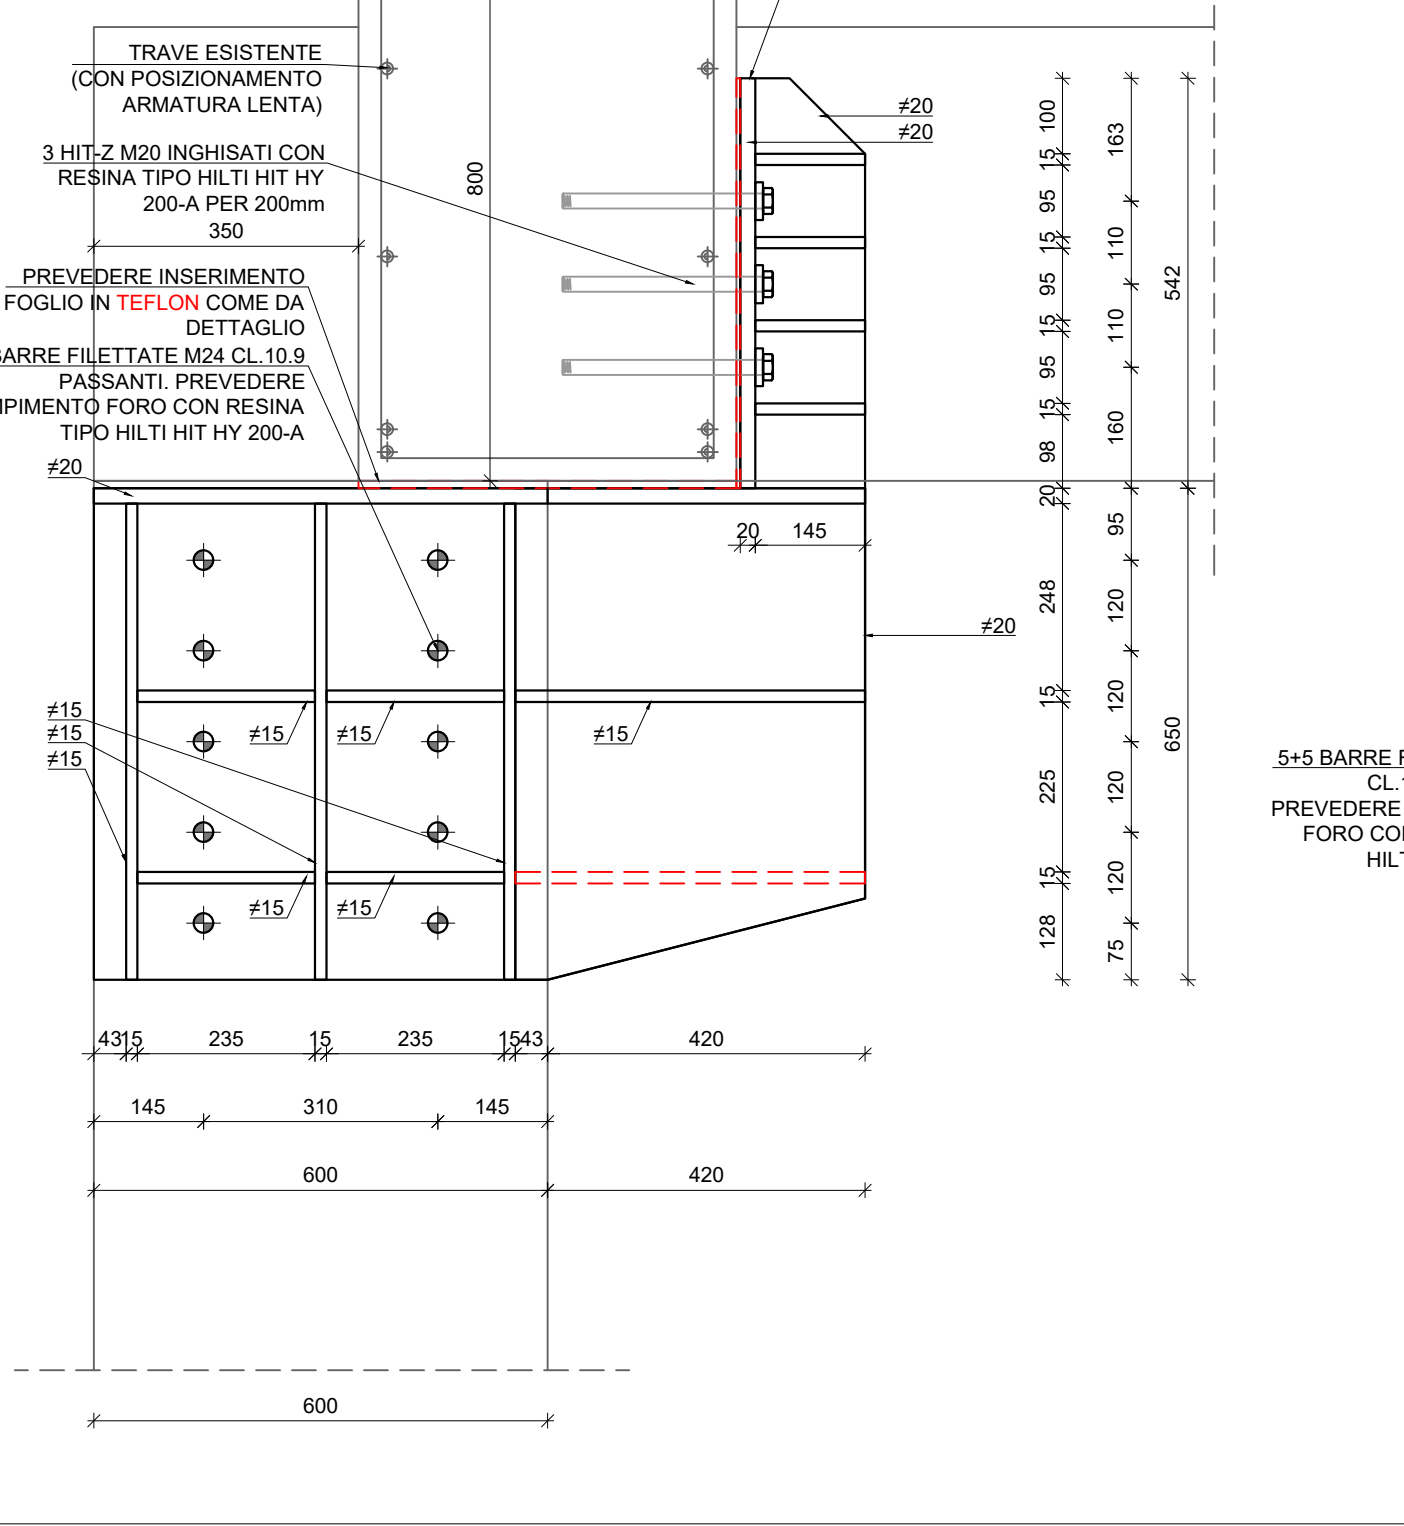 TRAVE ESISTENTE
(CON POSIZIONAMENTO
ARMATURA LENTA)
3 HIT-Z M20 INGHISATI CON
RESINA TIPO HILTI HIT HY
200-A PER 200mm
350
PREVEDERE INSERIMENTO
FOGLIO IN TEFLON COME DA
DETTAGLIO
BARRE FILETTATE M24 CL.10.9
PASSANTI. PREVEDERE
MPIMENTO FORO CON RESINA
TIPO HILTI HIT HY 200-A
≠20
800
≠20
≠20
100
15
95
15
95
15
95
15
98
20
248
15
225
15
128
163
110
110
160
95
120
120
120
120
75
542
650
20
145
≠20
≠15
≠15
≠15
≠15
≠15
≠15
≠15
≠15
5+5 BARRE F
CL.1
PREVEDERE
FORO CON
HILT
43 15 235 15 235 15 43 420
145 310 145
600 420
600